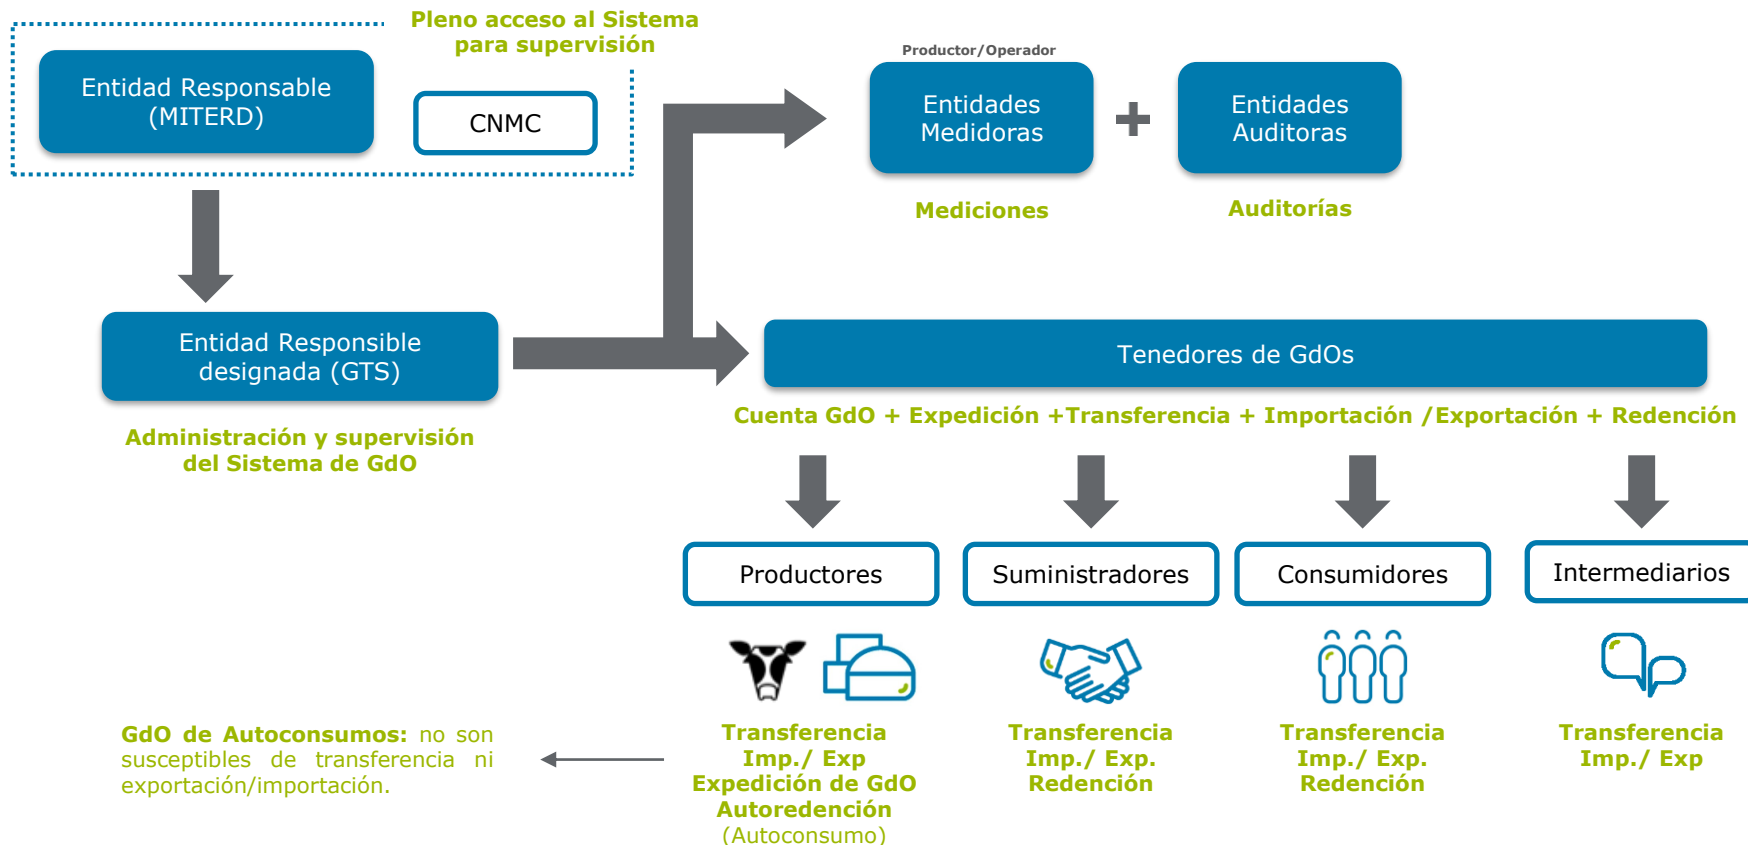 Pleno acceso al Sistema
para supervisión
Entidad Responsable
(MITERD)
CNMC
Productor/Operador
Entidades
Medidoras
+
Entidades
Auditoras
Mediciones
Auditorías
Entidad Responsible
designada (GTS)
Administración y supervisión
del Sistema de GdO
Tenedores de GdOs
Cuenta GdO + Expedición +Transferencia + Importación /Exportación + Redención
Productores
Suministradores
Consumidores
Intermediarios
GdO de Autoconsumos: no son
susceptibles de transferencia ni
exportación/importación.
Transferencia
Imp./ Exp
Expedición de GdO
Autoredención
(Autoconsumo)
Transferencia
Imp./ Exp.
Redención
Transferencia
Imp./ Exp.
Redención
Transferencia
Imp./ Exp